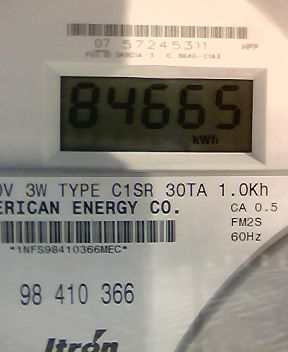 07 57245311
84665
kWh
0V 3W TYPE C1SR 30TA 1.0Kh
ERICAN ENERGY CO.
CA 0.5
FM2S
60Hz
*1NFS98410366MEC*
98 410 366
Itrón